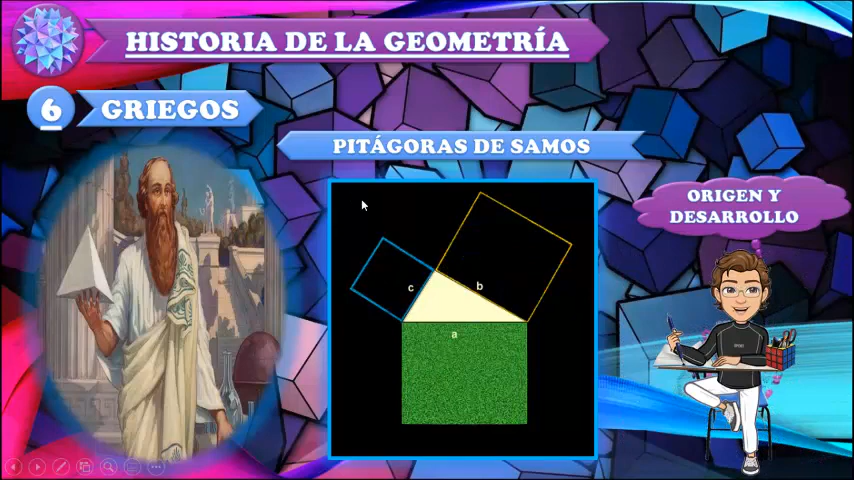 HISTORIA DE LA GEOMETRÍA
6
GRIEGOS
PITÁGORAS DE SAMOS
ORIGEN Y
DESARROLLO
c
b
a